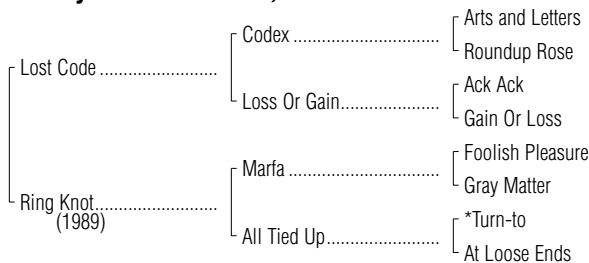 Arts and Letters
Codex ........................................
Roundup Rose
Lost Code ................................
Ack Ack
Loss Or Gain ...........................
Gain Or Loss
Foolish Pleasure
Marfa .........................................
Gray Matter
Ring Knot .................................
(1989)
*Turn-to
All Tied Up ...............................
At Loose Ends